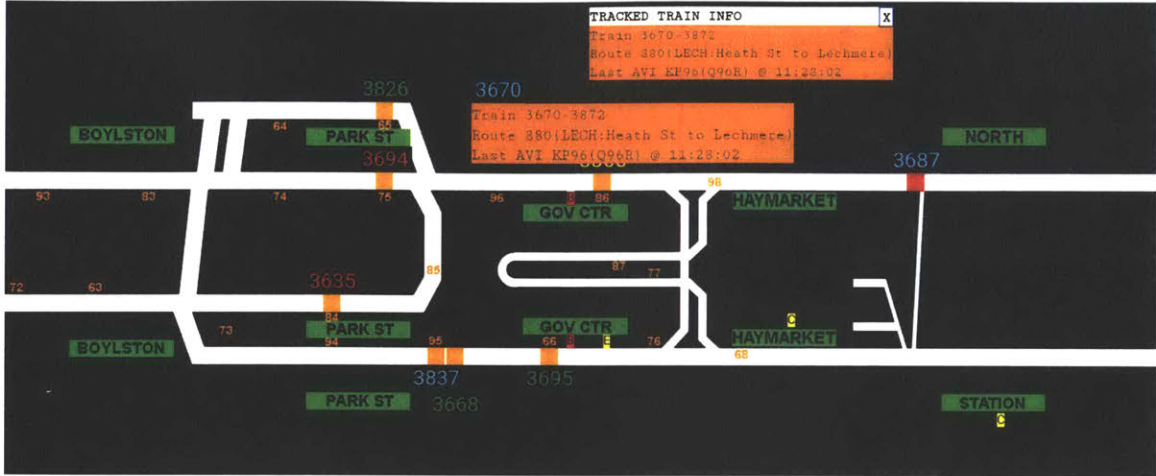 TRACKED TRAIN INFO X
Train 3670-3872
Route 880(LECH:Heath St to Lechmere)
Last AVI KP96(Q96R) @ 11:28:02
3826
3670
Train 3670-3872
Route 880(LECH:Heath St to Lechmere)
Last AVI KP96(Q96R) @ 11:28:02
BOYLSTON
64
65
PARK ST
NORTH
3694
3687
93
83
74
75
96
86
98
GOV CTR
HAYMARKET
85
87
77
72
63
3635
84
73
PARK ST
GOV CTR
E
C
HAYMARKET
BOYLSTON
94
95
66
76
68
3837
3695
PARK ST
3668
STATION
C